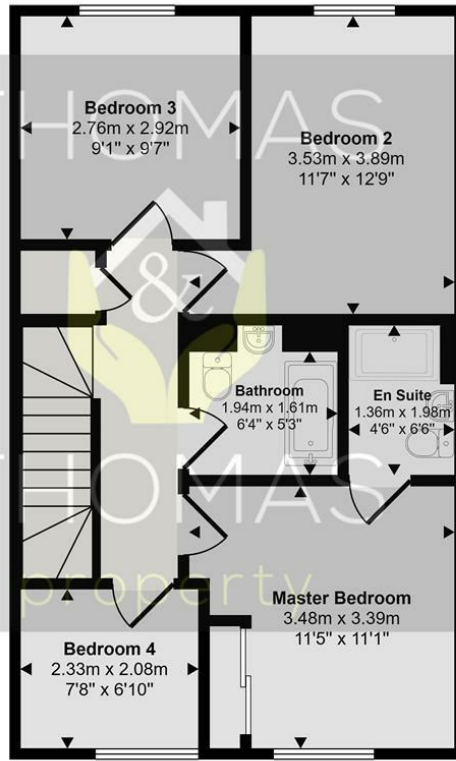 THOMAS
Bedroom 3
2.76m x 2.92m
9'1" x 9'7"
Bedroom 2
3.53m x 3.89m
11'7" x 12'9"
&
Bathroom
1.94m x 1.61m
6'4" x 5'3"
En Suite
1.36m x 1.98m
4'6" x 6'6"
THOMAS
property
Master Bedroom
3.48m x 3.39m
11'5" x 11'1"
Bedroom 4
2.33m x 2.08m
7'8" x 6'10"